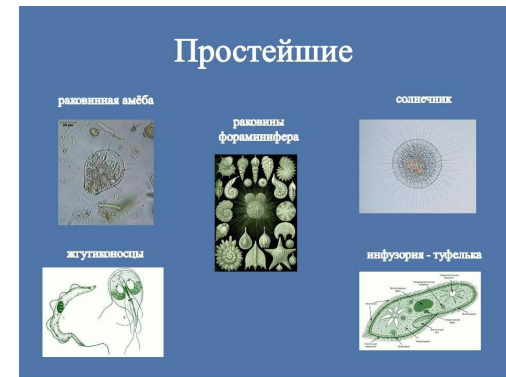 Простейшие
раковинная амёба
раковины
фораминифера
солнечник
жгутиконосцы
инфузория - туфелька